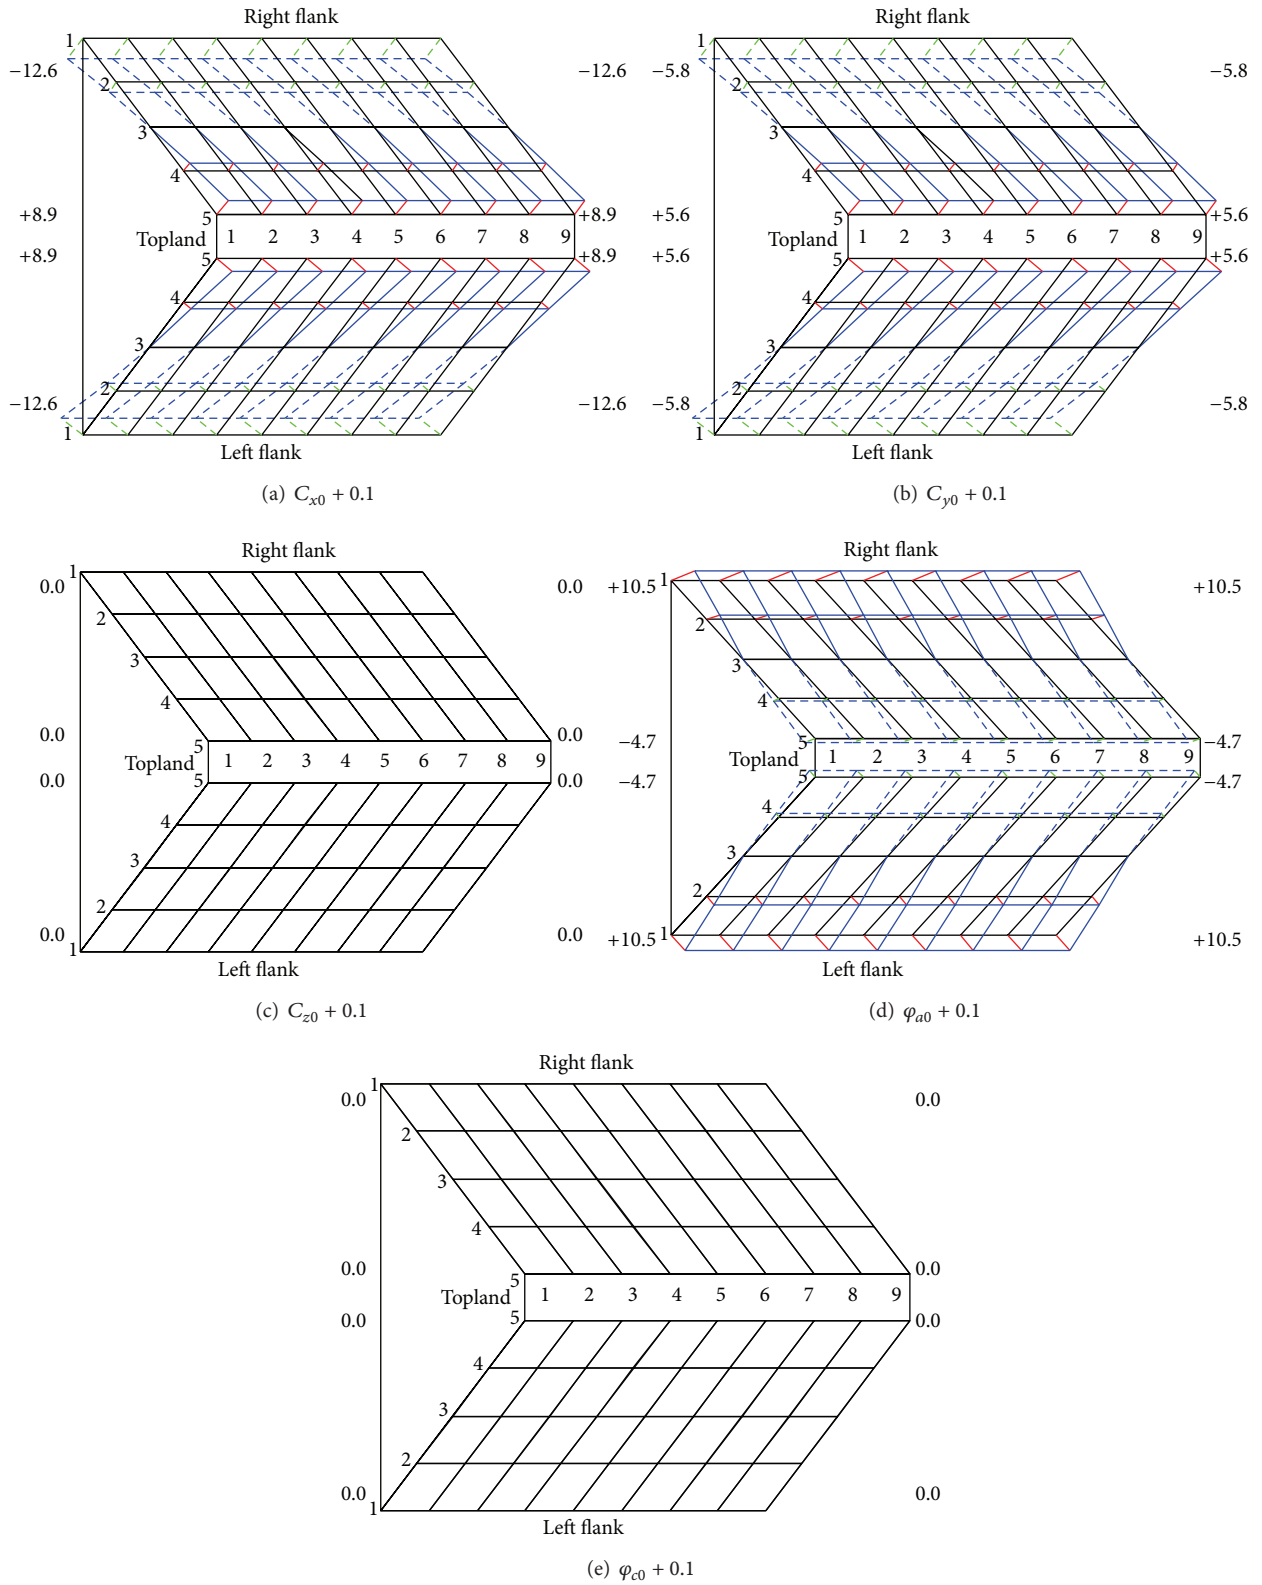 Right flank
1
−12.6 −12.6
2
3
4
+8.9 5 +8.9
Topland 1 2 3 4 5 6 7 8 9
+8.9 5 +8.9
4
3
2
−12.6 −12.6
1
Left flank
(a) Cx0 + 0.1
Right flank
1
−5.8 −5.8
2
3
4
+5.6 5 +5.6
Topland 1 2 3 4 5 6 7 8 9
+5.6 5 +5.6
4
3
2
−5.8 −5.8
1
Left flank
(b) Cy0 + 0.1
Right flank
1
0.0 0.0
2
3
4
0.0 5 0.0
Topland 1 2 3 4 5 6 7 8 9
0.0 5 0.0
4
3
2
0.0 0.0
1
Left flank
(c) Cz0 + 0.1
Right flank
1
+10.5 +10.5
2
3
4
−4.7 5 −4.7
Topland 1 2 3 4 5 6 7 8 9
−4.7 5 −4.7
4
3
2
+10.5 1 +10.5
Left flank
(d) φa0 + 0.1
Right flank
1
0.0 0.0
2
3
4
0.0 5 0.0
Topland 1 2 3 4 5 6 7 8 9
0.0 5 0.0
4
3
2
0.0 0.0
1
Left flank
(e) φc0 + 0.1